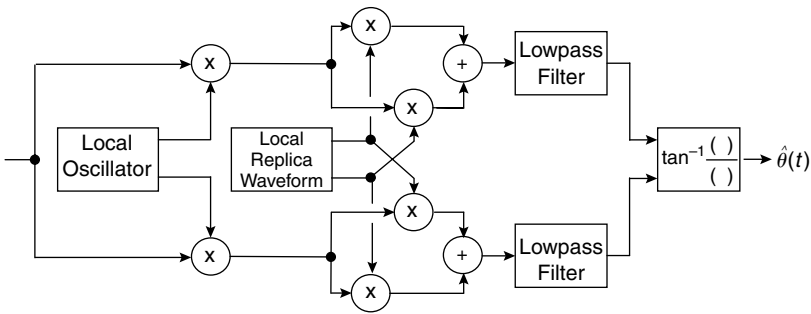 x
x
+
Lowpass
Filter
x
Local
Oscillator
Local
Replica
Waveform
tan⁻¹ ( )
( )
θ̂(t)
x
x
x
+
Lowpass
Filter
x